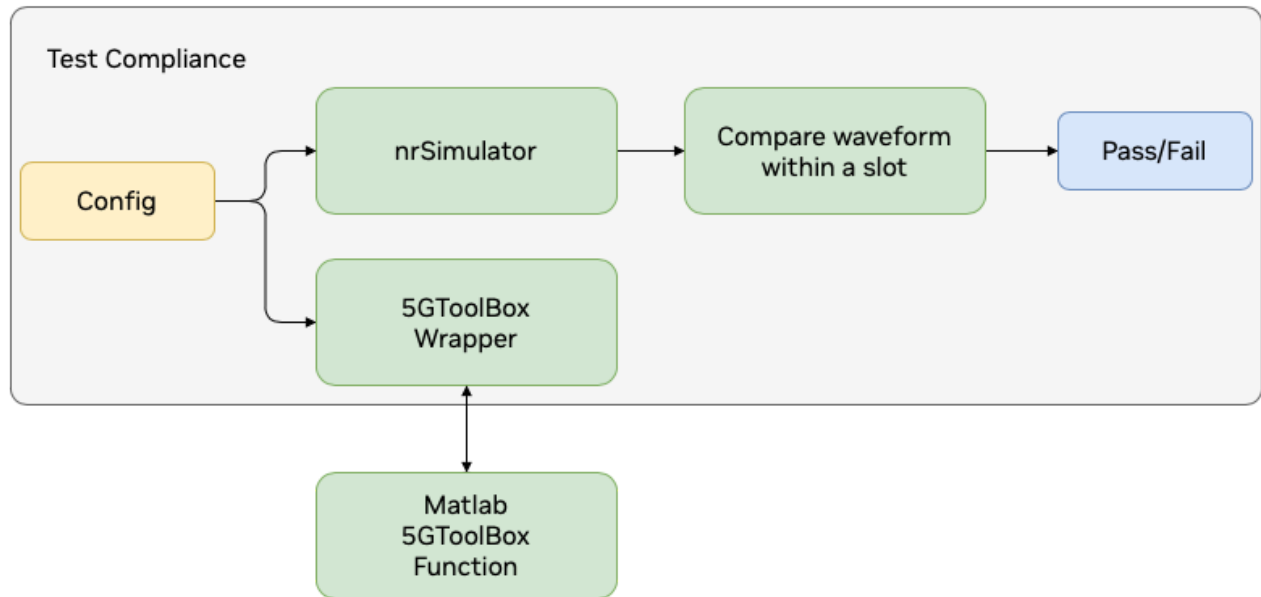 Test Compliance
nrSimulator
Compare waveform
within a slot
Pass/Fail
Config
5GToolBox
Wrapper
Matlab
5GToolBox
Function